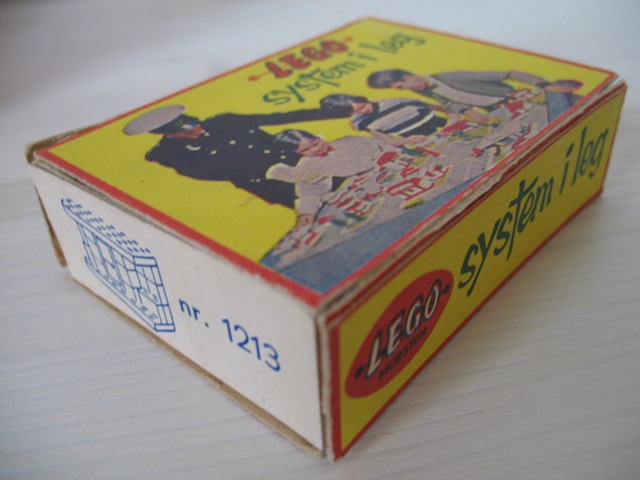 LEGO
system i leg
nr. 1213
LEGO
MURSTEN
system i leg